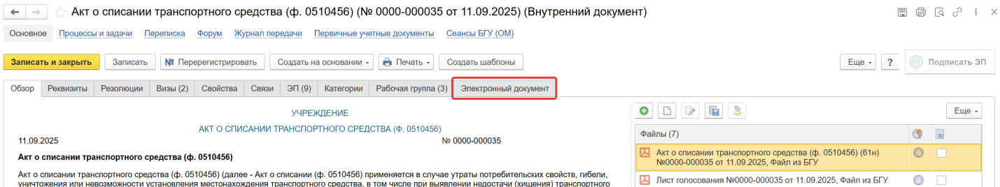 Акт о списании транспортного средства (ф. 0510456) (№ 0000-000035 от 11.09.2025) (Внутренний документ)
Основное Процессы и задачи Переписка Форум Журнал передачи Первичные учетные документы Сеансы БГУ (ОМ)
Записать и закрыть Записать № Перерегистрировать Создать на основании Печать Создать шаблоны Еще ? Подписать ЭП
Обзор Реквизиты Резолюции Визы (2) Свойства Связи ЭП (9) Категории Рабочая группа (3) Электронный документ
УЧРЕЖДЕНИЕ
АКТ О СПИСАНИИ ТРАНСПОРТНОГО СРЕДСТВА (Ф. 0510456)
11.09.2025 № 0000-000035
Акт о списании транспортного средства (ф. 0510456)
Акт о списании транспортного средства (ф. 0510456) (далее - Акт о списании (ф. 0510456) применяется в случае утраты потребительских свойств, гибели,
уничтожения или невозможности установления местонахождения транспортного средства, в том числе при выявлении недостачи (хищения) транспортного
Еще
Файлы (7)
Акт о списании транспортного средства (ф. 0510456) (61н)
№0000-000035 от 11.09.2025, Файл из БГУ
Лист голосования №0000-000035 от 11.09.2025, Файл из БГУ